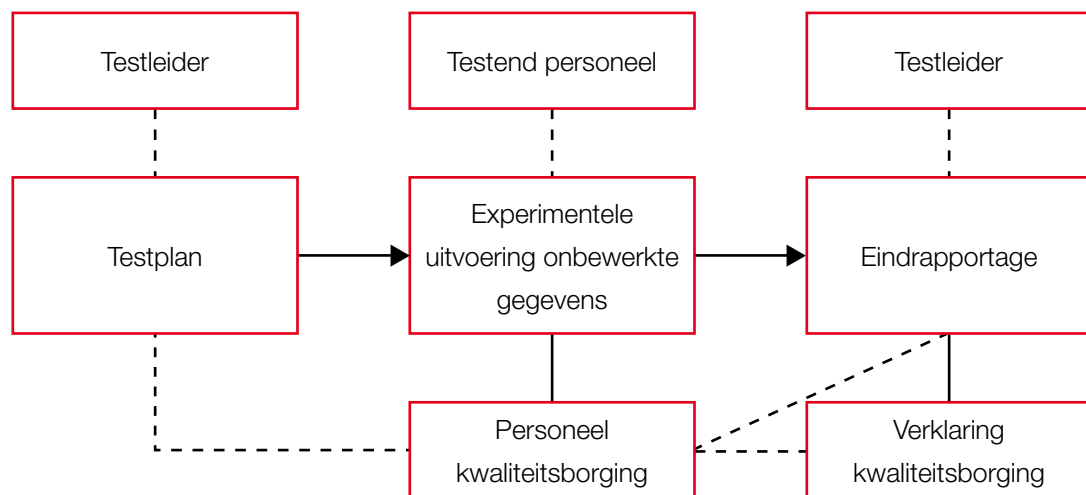 Testleider
Testend personeel
Testleider
Testplan
Experimentele
uitvoering onbewerkte
gegevens
Eindrapportage
Personeel
kwaliteitsborging
Verklaring
kwaliteitsborging